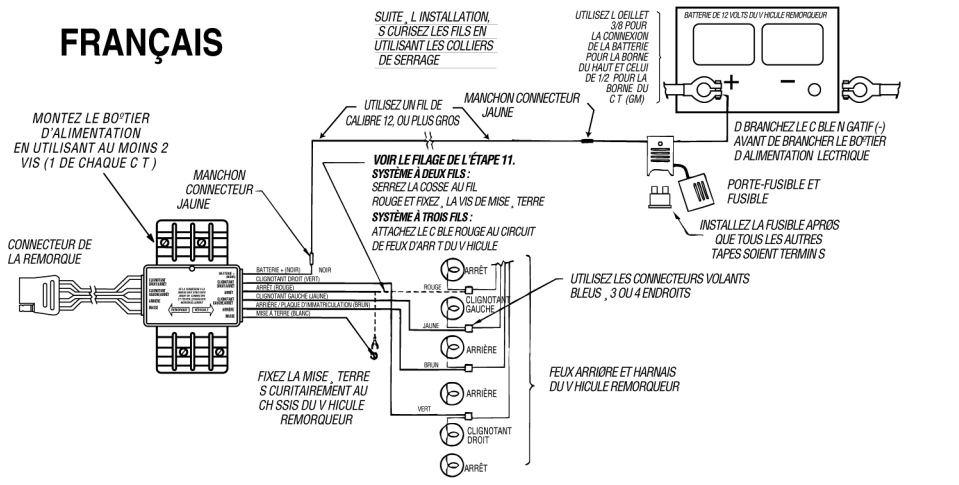 FRANÇAIS
SUITE ¸ L INSTALLATION,
S CURISEZ LES FILS EN
UTILISANT LES COLLIERS
DE SERRAGE
UTILISEZ L OEILLET
3/8 POUR
LA CONNEXION
DE LA BATTERIE
POUR LA BORNE
DU HAUT ET CELUI
DE 1/2 POUR LA
BORNE DU
C T (GM)
BATTERIE DE 12 VOLTS DU V HICULE REMORQUEUR
+
-
MONTEZ LE BOºTIER
D'ALIMENTATION
EN UTILISANT AU MOINS 2
VIS (1 DE CHAQUE C T )
UTILISEZ UN FIL DE
CALIBRE 12, OU PLUS GROS
MANCHON CONNECTEUR
JAUNE
D BRANCHEZ LE C BLE N GATIF (-)
AVANT DE BRANCHER LE BOºTIER
D ALIMENTATION LECTRIQUE
MANCHON
CONNECTEUR
JAUNE
VOIR LE FILAGE DE L'ÉTAPE 11.
SYSTÈME À DEUX FILS :
SERREZ LA COSSE AU FIL
ROUGE ET FIXEZ ¸ LA VIS DE MISE ¸ TERRE
SYSTÈME À TROIS FILS :
ATTACHEZ LE C BLE ROUGE AU CIRCUIT
DE FEUX D'ARR T DU V HICULE
PORTE-FUSIBLE ET
FUSIBLE
INSTALLEZ LA FUSIBLE APRØS
QUE TOUS LES AUTRES
TAPES SOIENT TERMIN S
CONNECTEUR DE
LA REMORQUE
BATTERIE + (NOIR)
NOIR
CLIGNOTANT DROIT (VERT)
ARRÊT (ROUGE)
CLIGNOTANT GAUCHE (JAUNE)
ARRIÈRE / PLAQUE D'IMMATRICULATION (BRUN)
MISE A TERRE (BLANC)
REMORQUE
VÉHICULE
ROUGE
JAUNE
BRUN
VERT
ARRÊT
CLIGNOTANT
GAUCHE
ARRIÈRE
ARRIÈRE
CLIGNOTANT
DROIT
ARRÊT
UTILISEZ LES CONNECTEURS VOLANTS
BLEUS ¸ 3 OU 4 ENDROITS
FEUX ARRIØRE ET HARNAIS
DU V HICULE REMORQUEUR
FIXEZ LA MISE ¸ TERRE
S CURITAIREMENT AU
CH SSIS DU V HICULE
REMORQUEUR